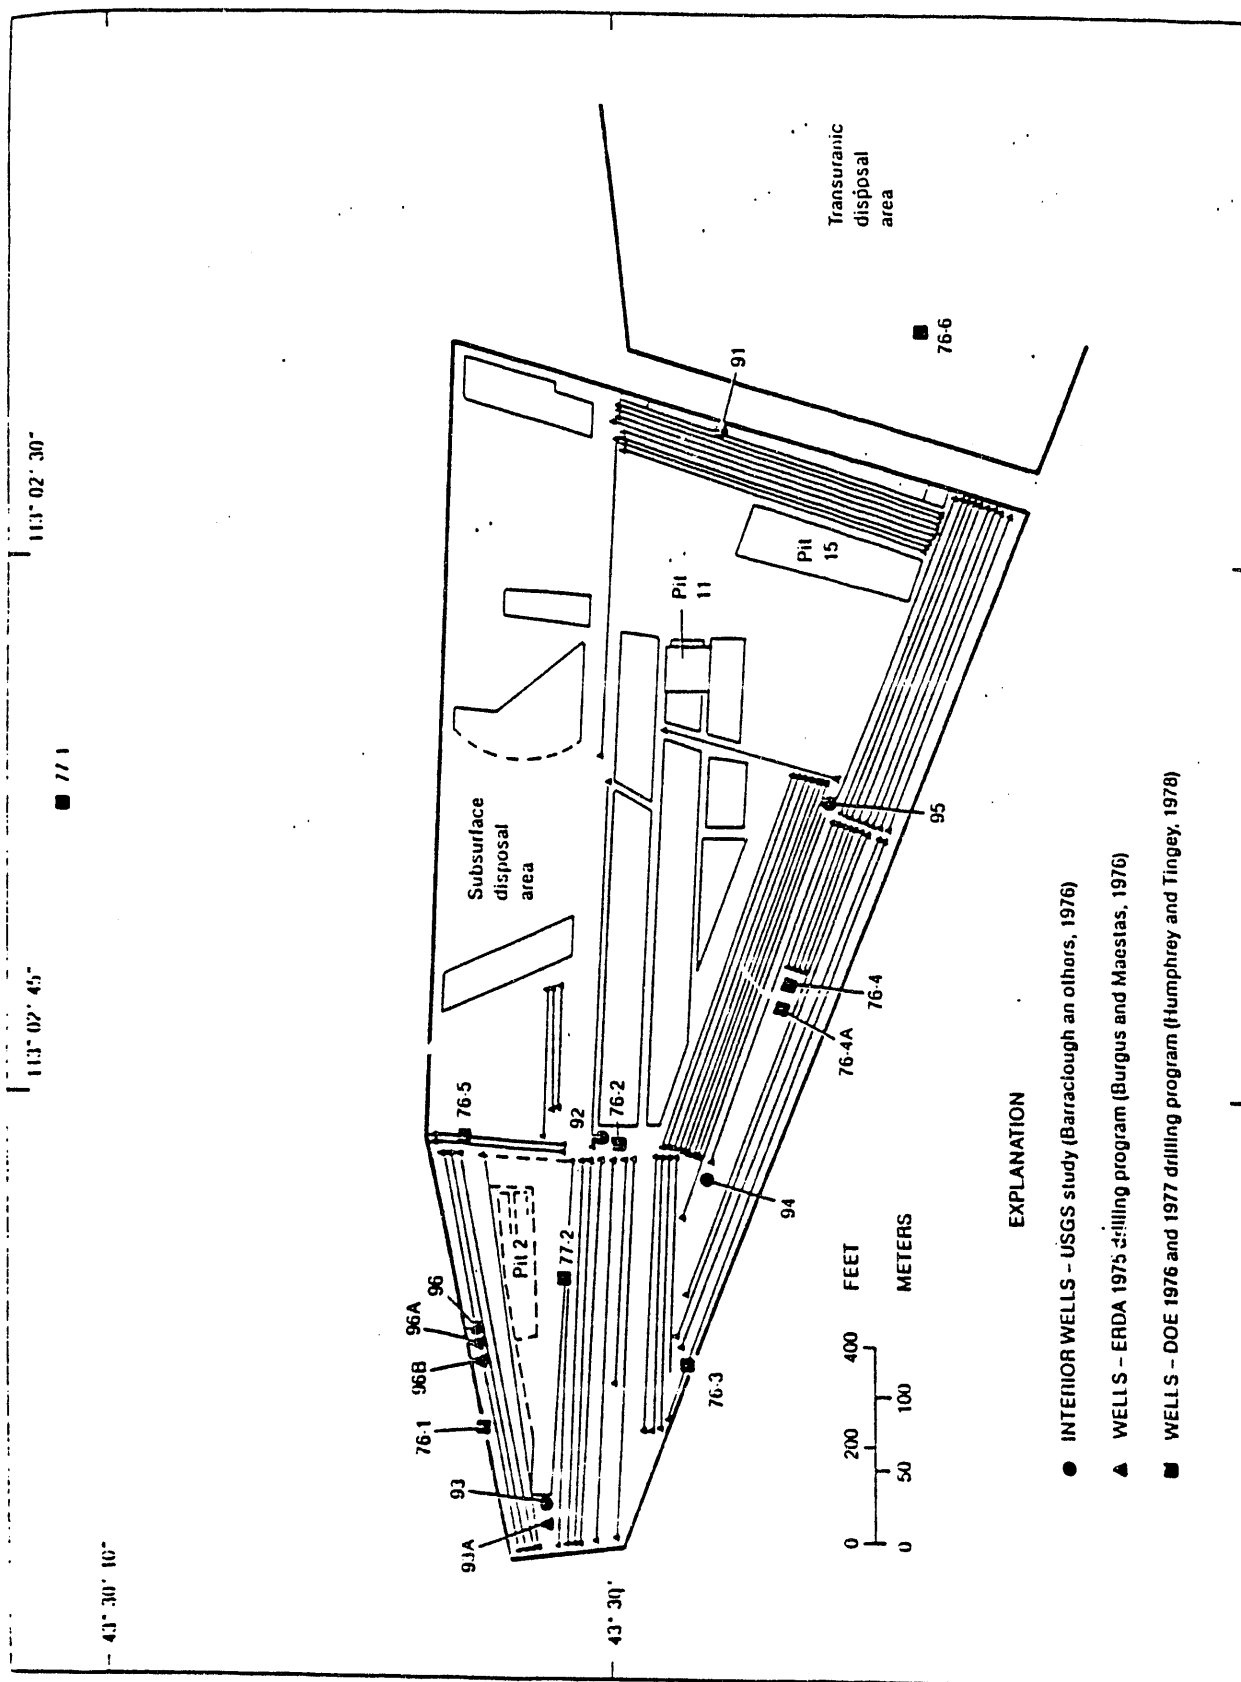 113° 02' 45"
113° 02' 30"
77-1
43° 30' 10"
43° 30'
Subsurface
disposal
area
Transuranic
disposal
area
76-5
96
96A
96B
76-1
93
93A
Pit 2
77-2
92
76-2
Pit
11
Pit
15
91
76-6
95
76-4
76-4A
94
76-3
0 200 400 FEET
0 50 100 METERS
EXPLANATION
INTERIOR WELLS – USGS study (Barraclough an others, 1976)
WELLS – ERDA 1975 drilling program (Burgus and Maestas, 1976)
WELLS – DOE 1976 and 1977 drilling program (Humphrey and Tingey, 1978)